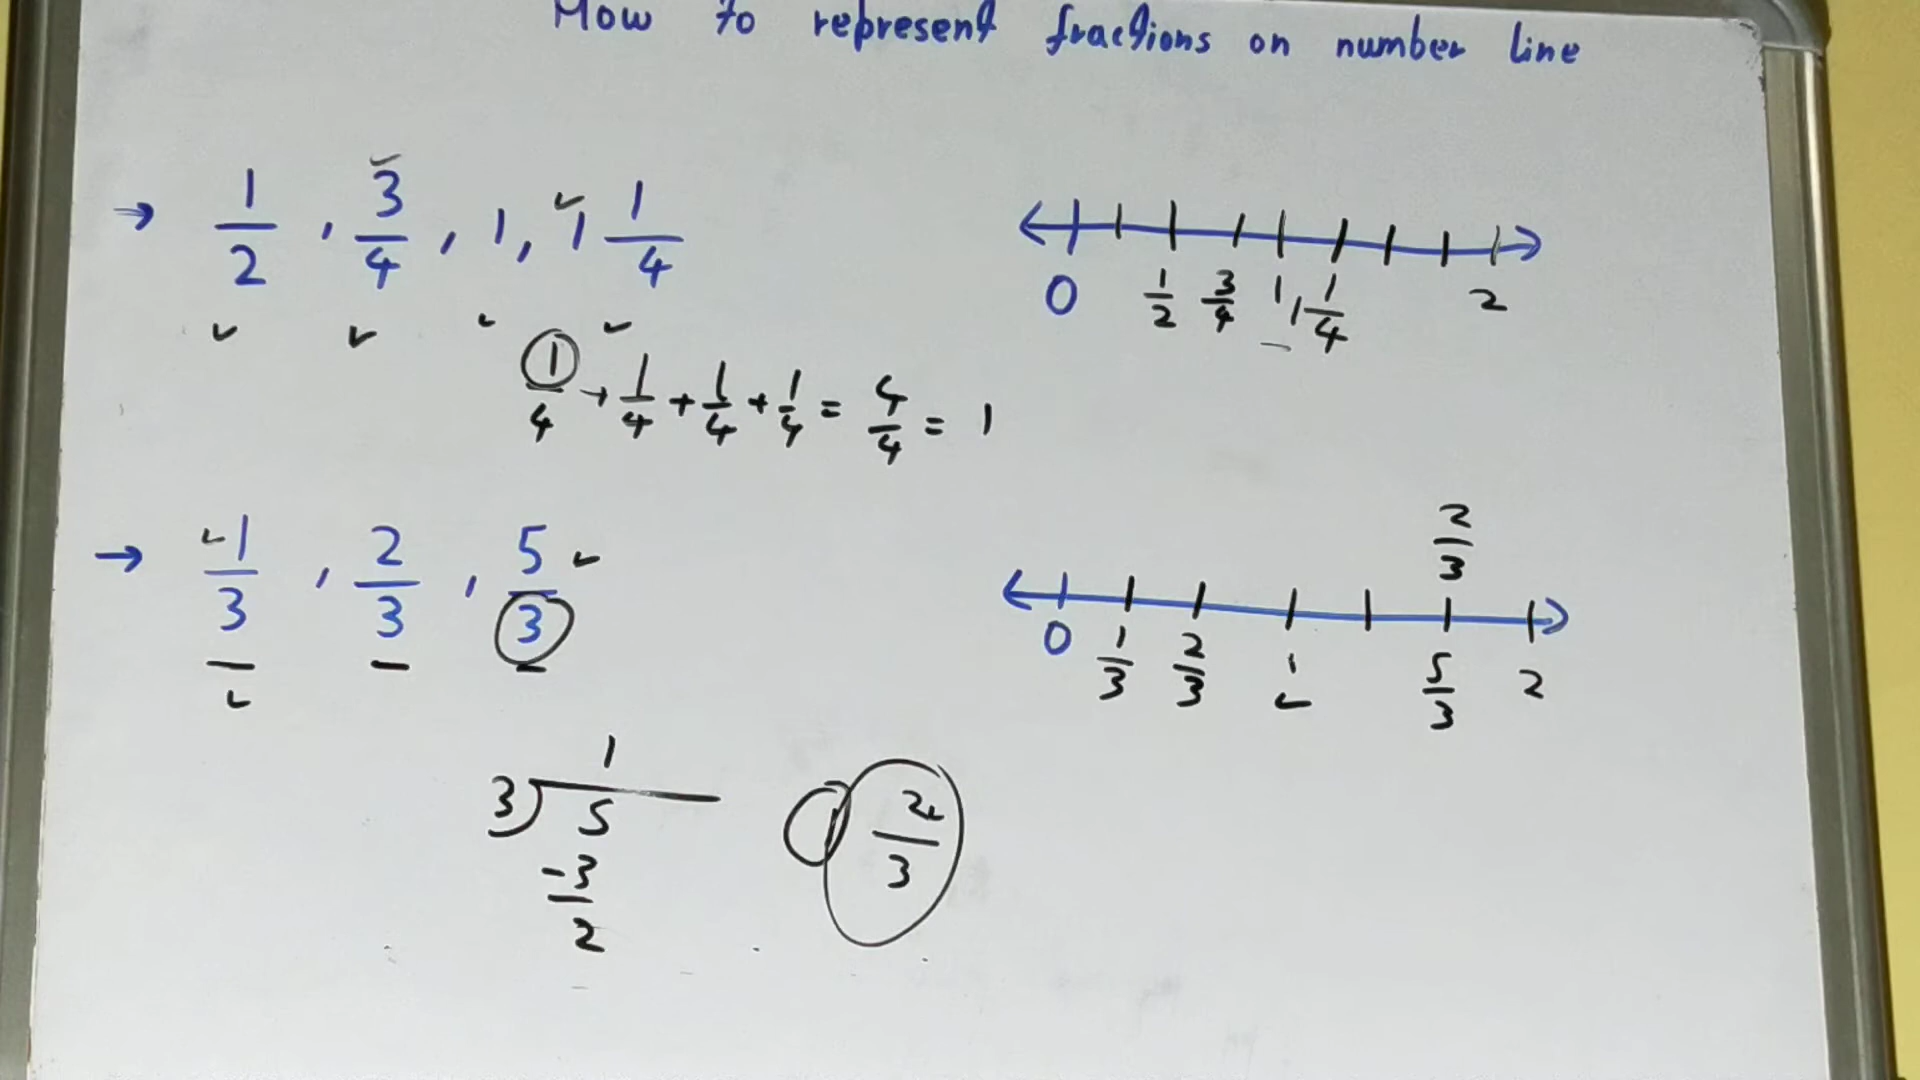 How to represent fractions on number line
→ 1/2 , 3/4 , 1 , 1 1/4
0 1/2 3/4 1 1 1/4 2
1/4 + 1/4 + 1/4 + 1/4 = 4/4 = 1
→ 1/3 , 2/3 , 5/3
2/3
0 1/3 2/3 1 5/3 2
1
3) 5
-3
2
1 2/3